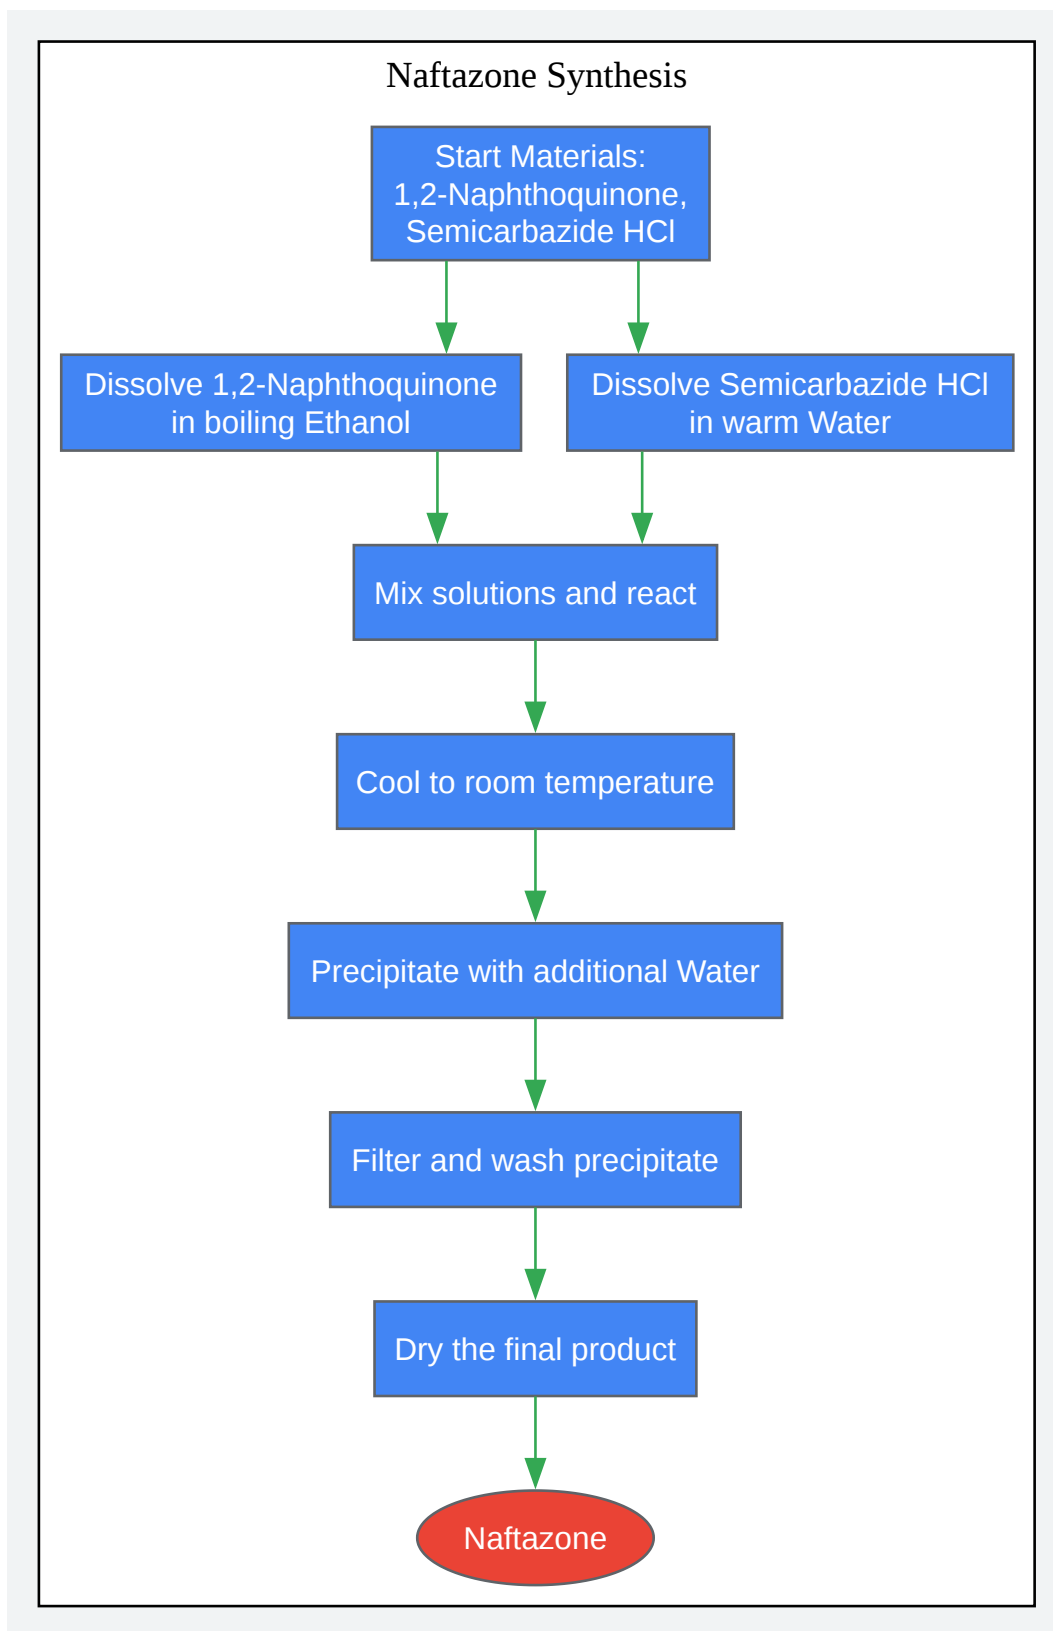 Naftazone Synthesis
Start Materials:
1,2-Naphthoquinone,
Semicarbazide HCl
Dissolve 1,2-Naphthoquinone
in boiling Ethanol
Dissolve Semicarbazide HCl
in warm Water
Mix solutions and react
Cool to room temperature
Precipitate with additional Water
Filter and wash precipitate
Dry the final product
Naftazone